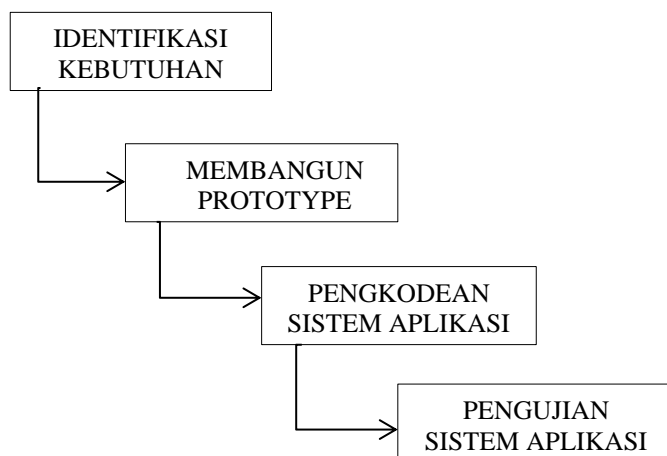 IDENTIFIKASI
KEBUTUHAN
MEMBANGUN
PROTOTYPE
PENGKODEAN
SISTEM APLIKASI
PENGUJIAN
SISTEM APLIKASI